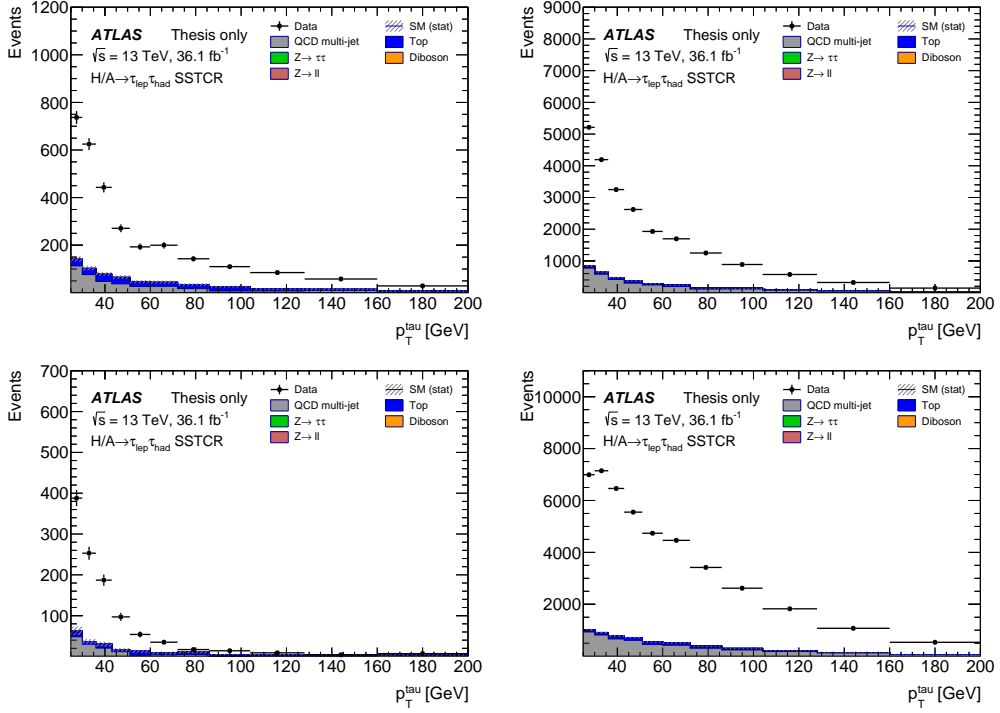 Events
1200
1000
800
600
400
200
ATLAS Thesis only
√s = 13 TeV, 36.1 fb⁻¹
H/A→τlepτhad SSTCR
Data
QCD multi-jet
Z→ ττ
Z→ ll
SM (stat)
Top
Diboson
40 60 80 100 120 140 160 180 200
pTtau [GeV]
Events
9000
8000
7000
6000
5000
4000
3000
2000
1000
ATLAS Thesis only
√s = 13 TeV, 36.1 fb⁻¹
H/A→τlepτhad SSTCR
Data
QCD multi-jet
Z→ ττ
Z→ ll
SM (stat)
Top
Diboson
40 60 80 100 120 140 160 180 200
pTtau [GeV]
Events
700
600
500
400
300
200
100
ATLAS Thesis only
√s = 13 TeV, 36.1 fb⁻¹
H/A→τlepτhad SSTCR
Data
QCD multi-jet
Z→ ττ
Z→ ll
SM (stat)
Top
Diboson
40 60 80 100 120 140 160 180 200
pTtau [GeV]
Events
10000
8000
6000
4000
2000
ATLAS Thesis only
√s = 13 TeV, 36.1 fb⁻¹
H/A→τlepτhad SSTCR
Data
QCD multi-jet
Z→ ττ
Z→ ll
SM (stat)
Top
Diboson
40 60 80 100 120 140 160 180 200
pTtau [GeV]